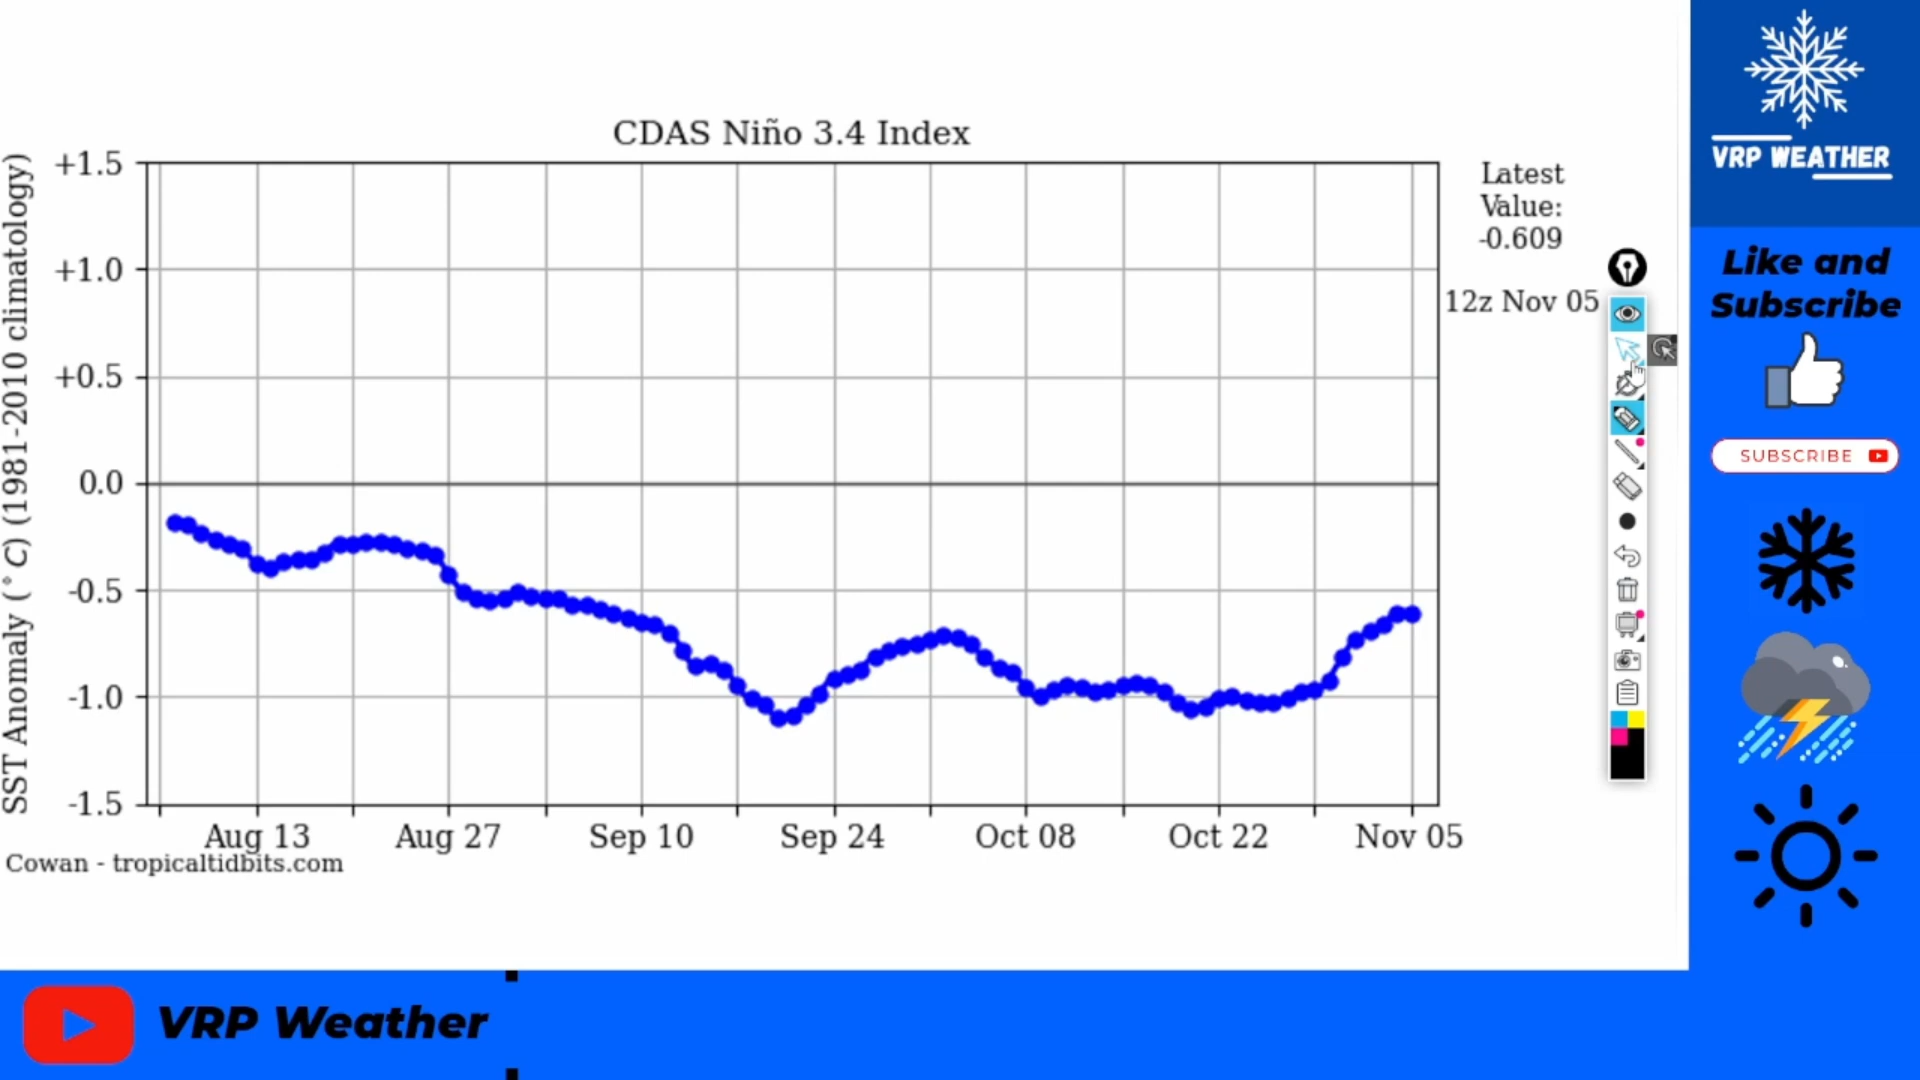 CDAS Niño 3.4 Index
SST Anomaly (°C) (1981-2010 climatology)
+1.5
+1.0
+0.5
0.0
-0.5
-1.0
-1.5
Aug 13
Aug 27
Sep 10
Sep 24
Oct 08
Oct 22
Nov 05
Cowan - tropicaltidbits.com
Latest
Value:
-0.609
12z Nov 05
VRP WEATHER
Like and
Subscribe
SUBSCRIBE
VRP Weather